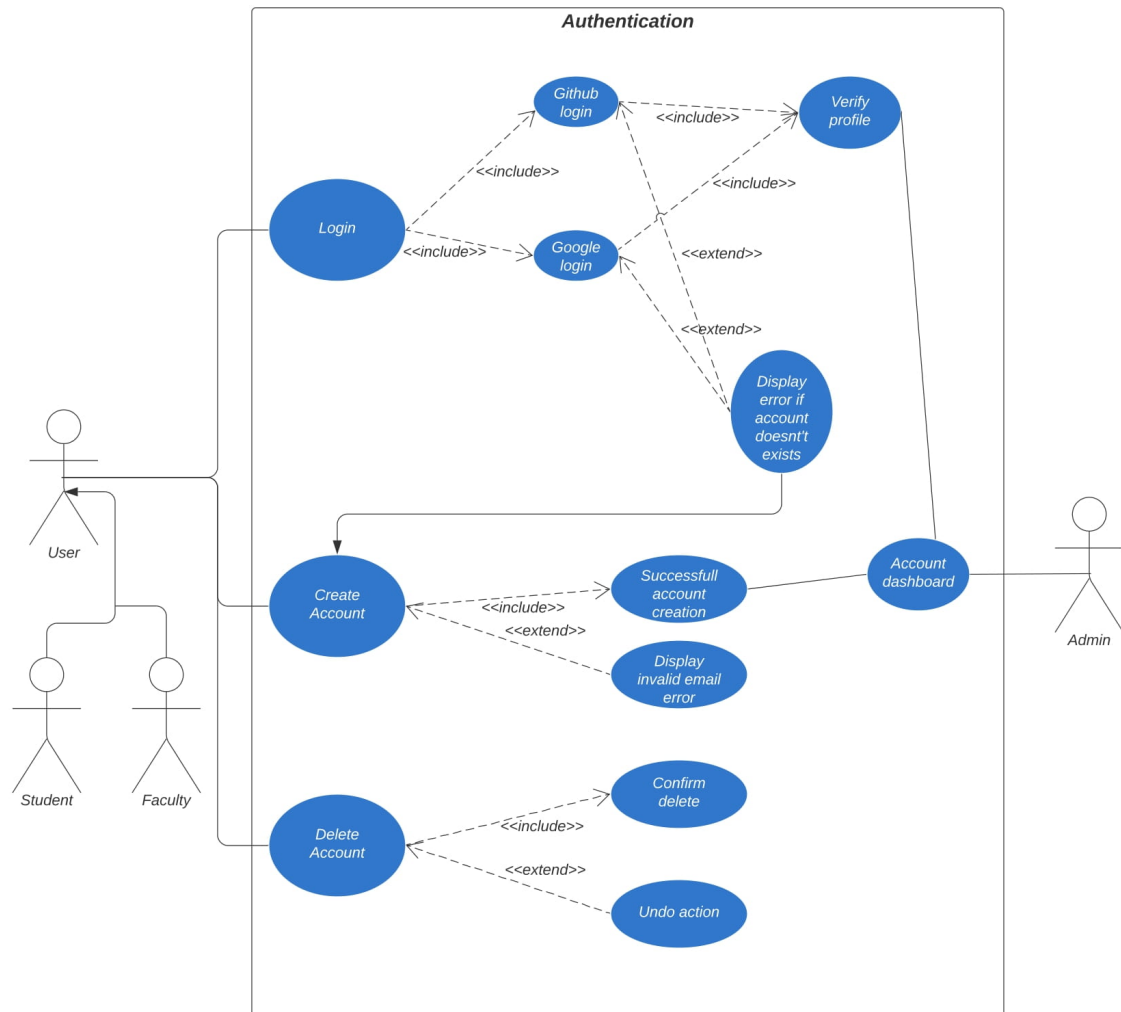 Authentication
Github
login
<<include>>
Verify
profile
<<include>>
<<include>>
Login
<<include>>
Google
login
<<extend>>
<<extend>>
Display
error if
account
doesnt't
exists
User
Create
Account
<<include>>
<<extend>>
Successfull
account
creation
Account
dashboard
Admin
Display
invalid email
error
Student
Faculty
Delete
Account
<<include>>
<<extend>>
Confirm
delete
Undo action